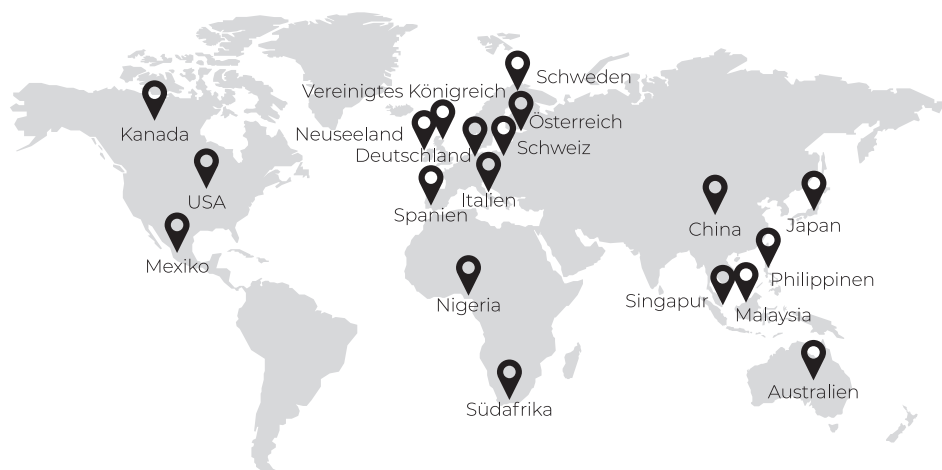 Schweden
Vereinigtes Königreich
Österreich
Kanada
Neuseeland
Schweiz
Deutschland
USA
Italien
Spanien
China
Japan
Mexiko
Philippinen
Nigeria
Singapur
Malaysia
Australien
Südafrika